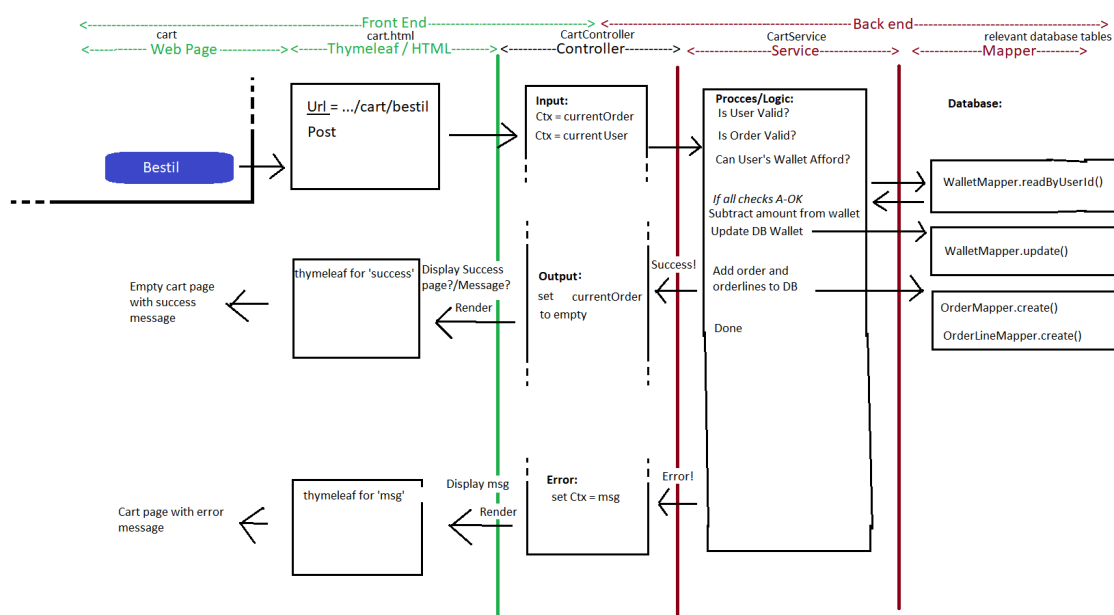 Front End
Back end
cart
cart.html
CartController
CartService
relevant database tables
Web Page
Thymeleaf / HTML
Controller
Service
Mapper
Bestil
Url = .../cart/bestil
Post
Input:
Ctx = currentOrder
Ctx = currentUser
Procces/Logic:
Is User Valid?
Is Order Valid?
Can User's Wallet Afford?
If all checks A-OK
Subtract amount from wallet
Update DB Wallet
Add order and
orderlines to DB
Done
Database:
WalletMapper.readByUserId()
WalletMapper.update()
OrderMapper.create()
OrderLineMapper.create()
Success!
Output:
set currentOrder
to empty
Display Success
page?/Message?
Render
thymeleaf for 'success'
Empty cart page
with success
message
Error!
Error:
set Ctx = msg
Display msg
Render
thymeleaf for 'msg'
Cart page with error
message